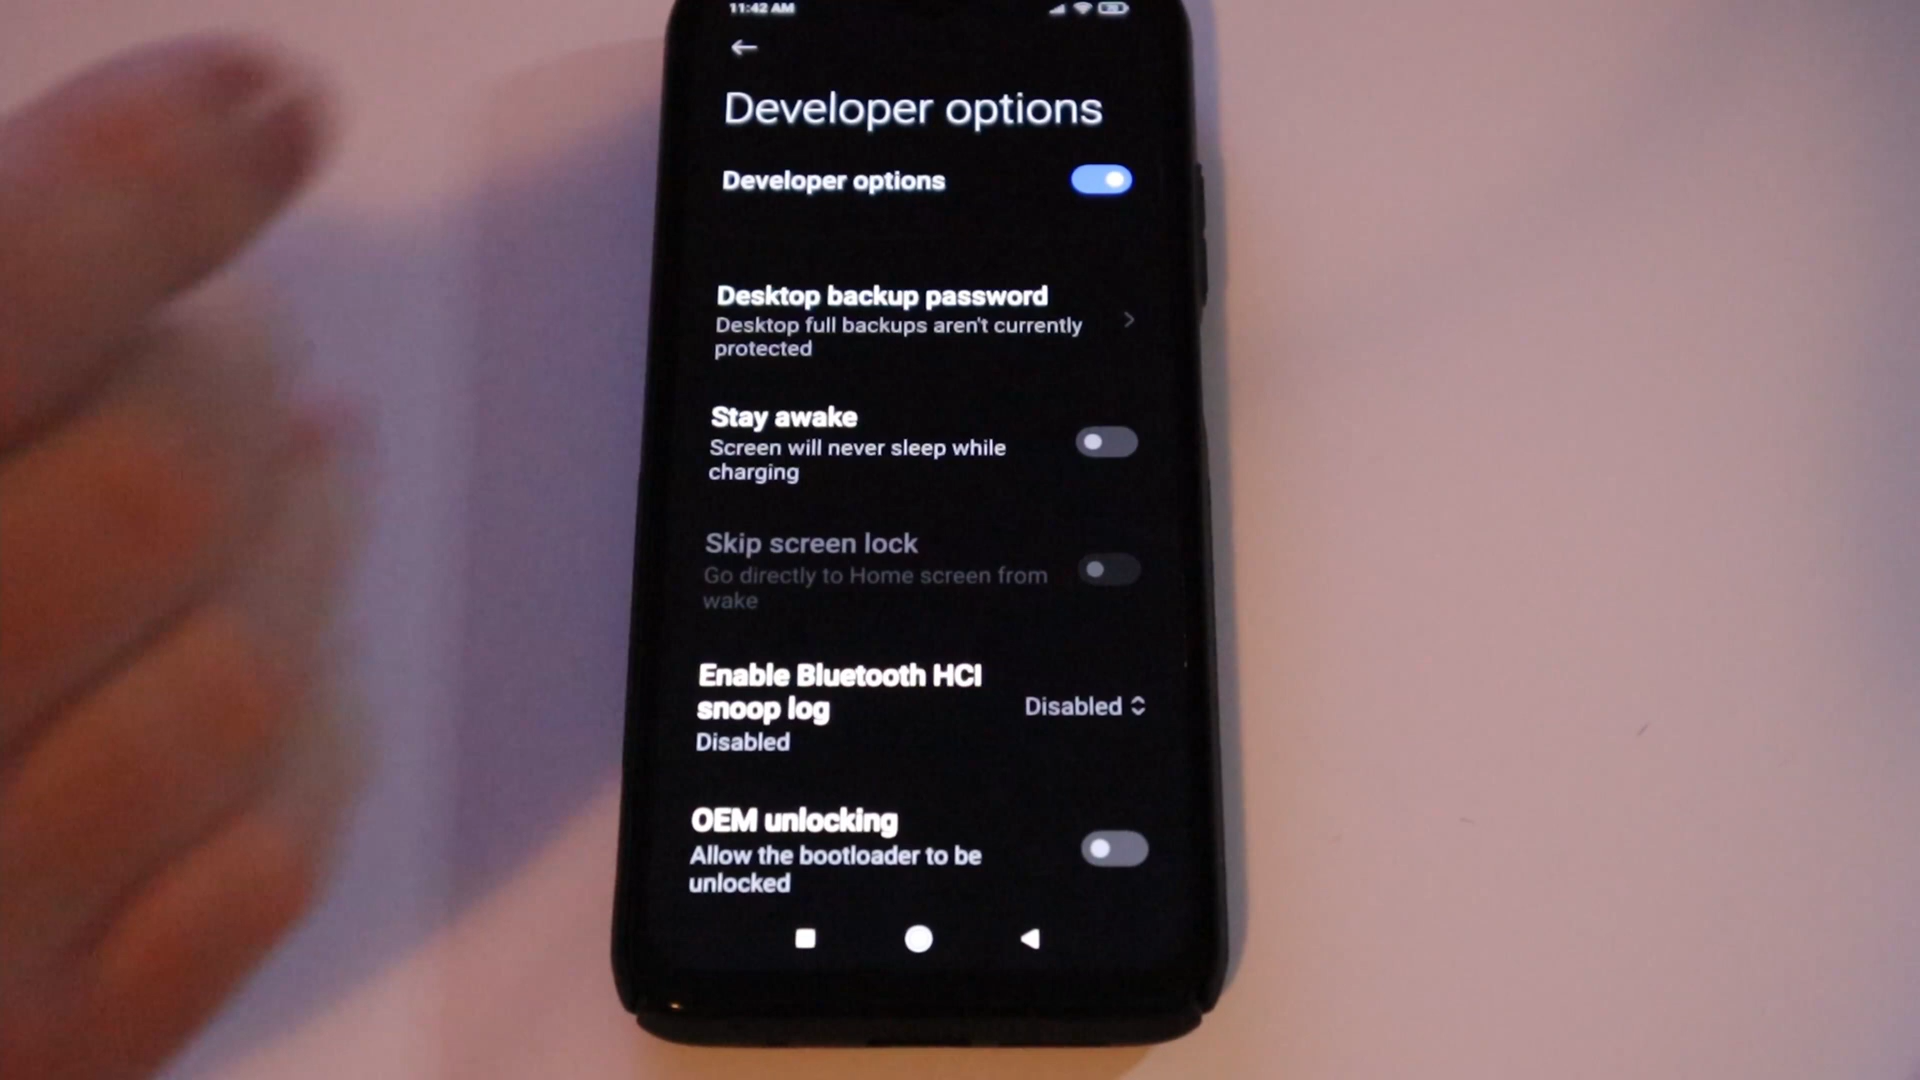 11:42 AM
Developer options
Developer options
Desktop backup password
Desktop full backups aren't currently
protected
Stay awake
Screen will never sleep while
charging
Skip screen lock
Go directly to Home screen from
wake
Enable Bluetooth HCI
snoop log
Disabled
Disabled
OEM unlocking
Allow the bootloader to be
unlocked